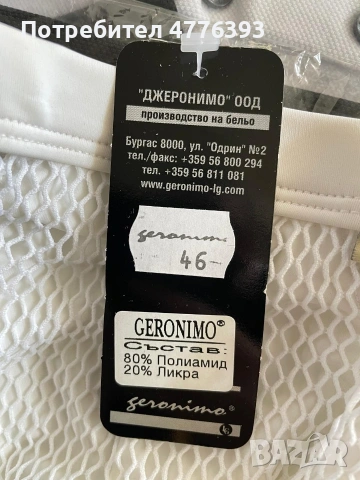 Потребител 4776393
"ДЖЕРОНИМО" ООД
производство на бельо
Бургас 8000, ул. "Одрин" №2
тел./факс: +359 56 800 294
тел. +359 56 811 081
www.geronimo-lg.com
geronimo
46-
GERONIMO®
Състав:
80% Полиамид
20% Ликра
geronimo®
BAZAR